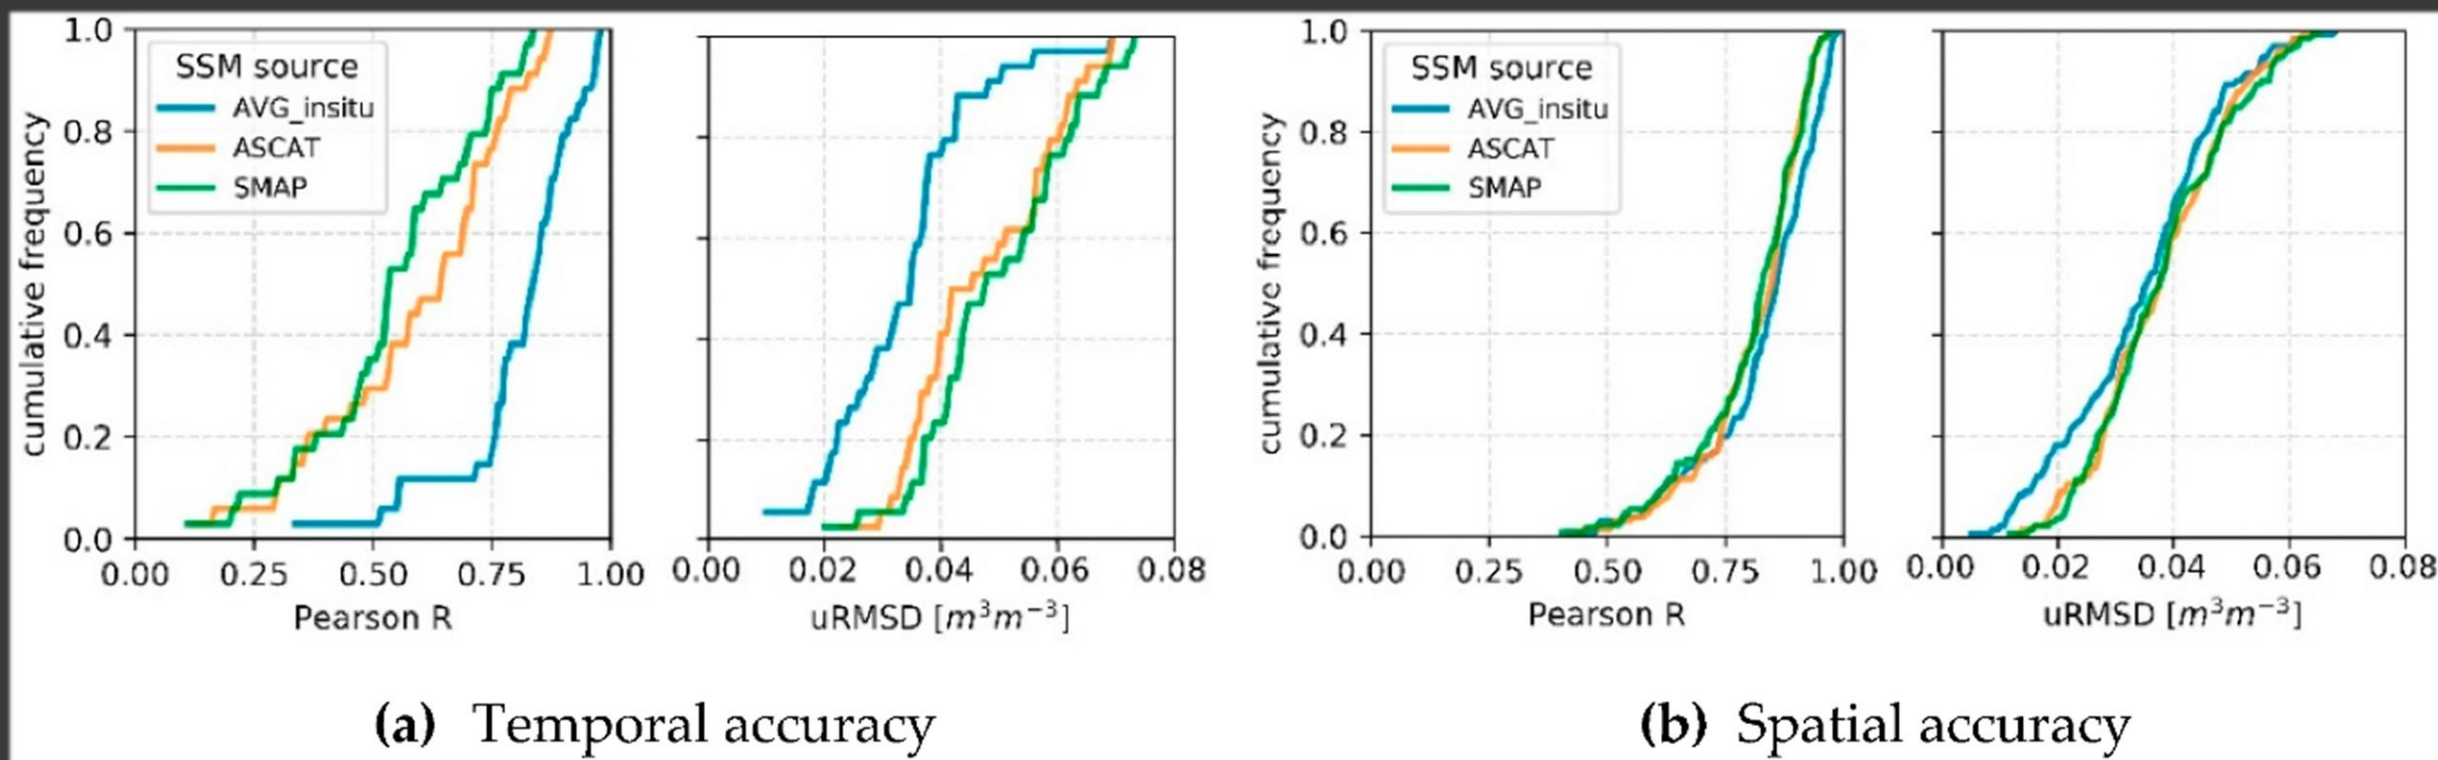 1.0
0.8
0.6
0.4
0.2
0.0
cumulative frequency
SSM source
AVG_insitu
ASCAT
SMAP
0.00 0.25 0.50 0.75 1.00
Pearson R
0.00 0.02 0.04 0.06 0.08
uRMSD [m³m⁻³]
(a) Temporal accuracy
1.0
0.8
0.6
0.4
0.2
0.0
cumulative frequency
SSM source
AVG_insitu
ASCAT
SMAP
0.00 0.25 0.50 0.75 1.00
Pearson R
0.00 0.02 0.04 0.06 0.08
uRMSD [m³m⁻³]
(b) Spatial accuracy